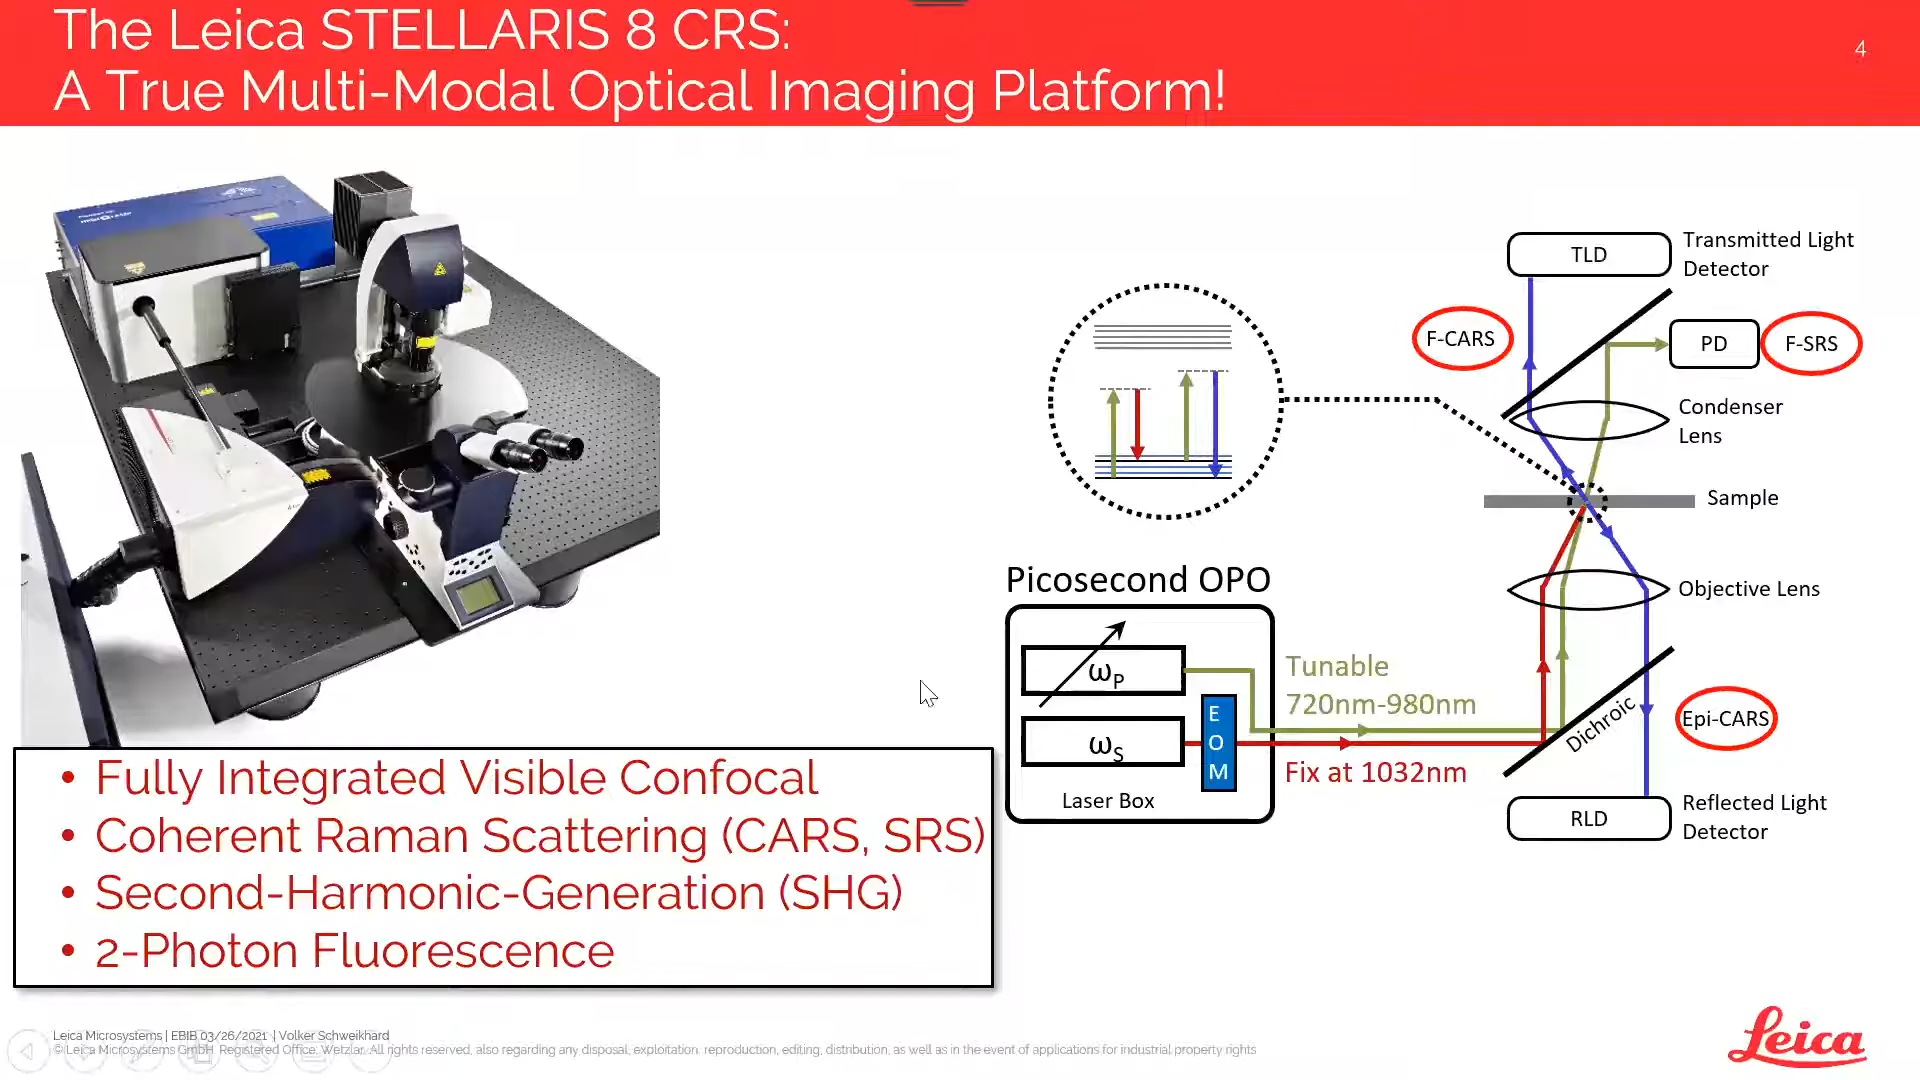 The Leica STELLARIS 8 CRS:
A True Multi-Modal Optical Imaging Platform!
4
TLD
Transmitted Light
Detector
F-CARS
PD
F-SRS
Condenser
Lens
Sample
Objective Lens
Picosecond OPO
ωP
ωS
E
O
M
Laser Box
Tunable
720nm-980nm
Fix at 1032nm
Dichroic
Epi-CARS
RLD
Reflected Light
Detector
• Fully Integrated Visible Confocal
• Coherent Raman Scattering (CARS, SRS)
• Second-Harmonic-Generation (SHG)
• 2-Photon Fluorescence
Leica Microsystems | EBIB 03/26/2021 | Volker Schweikhard
© Leica Microsystems GmbH Registered Office: Wetzlar. All rights reserved, also regarding any disposal, exploitation, reproduction, editing, distribution, as well as in the event of applications for industrial property rights
Leica